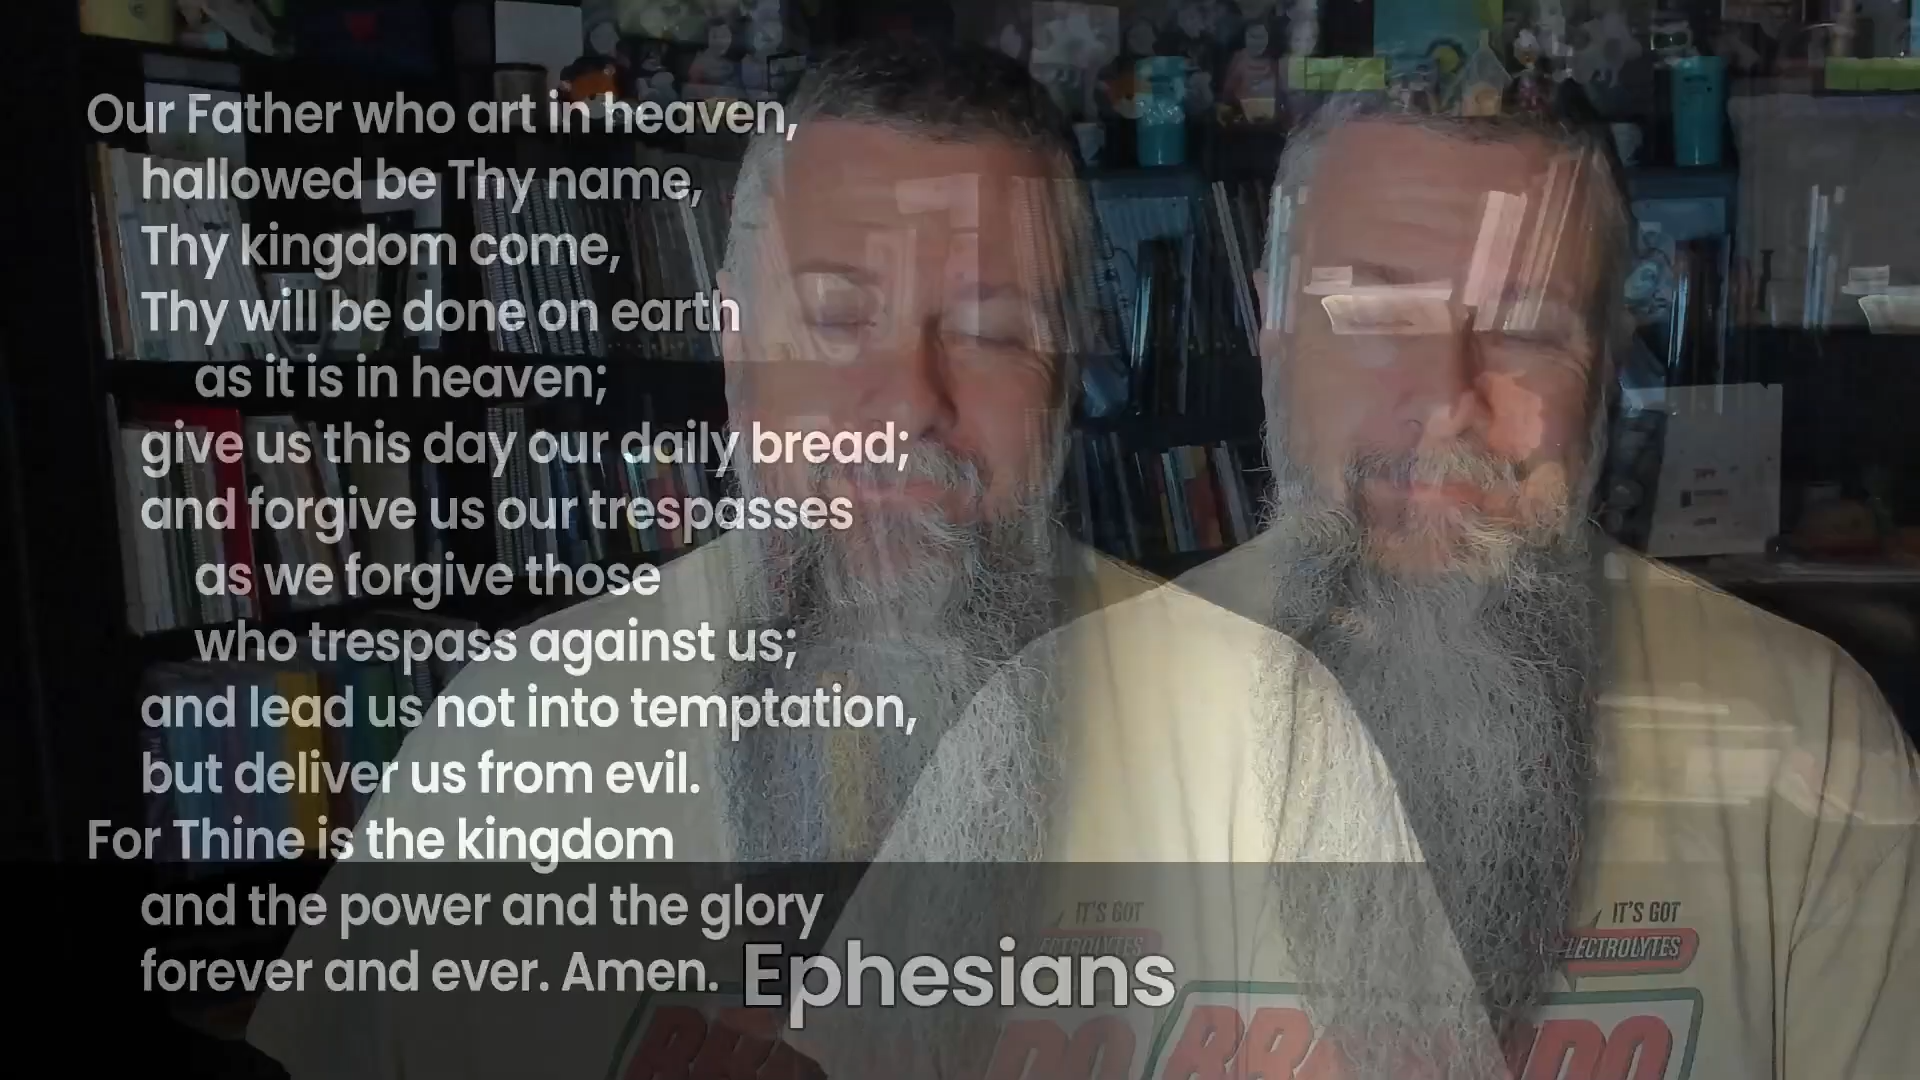 Our Father who art in heaven,
hallowed be Thy name,
Thy kingdom come,
Thy will be done on earth
as it is in heaven;
give us this day our daily bread;
and forgive us our trespasses
as we forgive those
who trespass against us;
and lead us not into temptation,
but deliver us from evil.
For Thine is the kingdom
and the power and the glory
forever and ever. Amen.
Ephesians
IT'S GOT
IT'S GOT